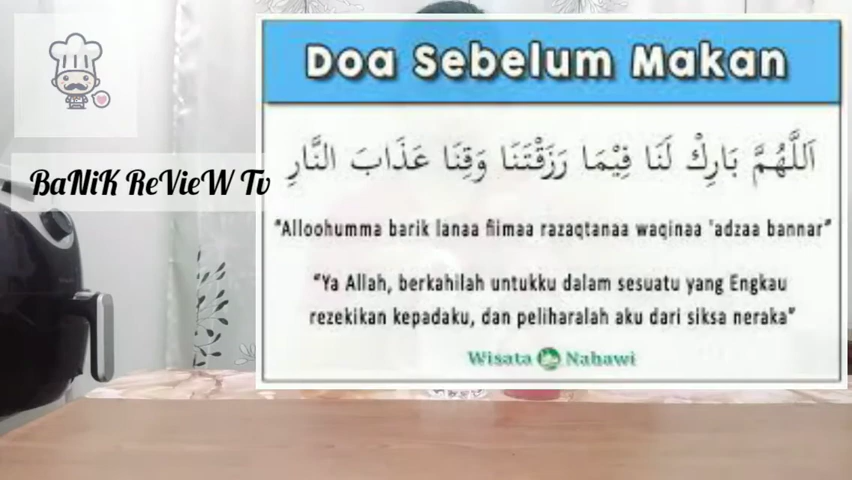 Doa Sebelum Makan
اَللَّهُمَّ بَارِكْ لَنَا فِيْمَا رَزَقْتَنَا وَقِنَا عَذَابَ النَّارِ
BaNiK ReVieW Tv
"Alloohumma barik lanaa fiimaa razaqtanaa waqinaa 'adzaa bannar"
"Ya Allah, berkahilah untukku dalam sesuatu yang Engkau
rezekikan kepadaku, dan peliharalah aku dari siksa neraka"
Wisata Nahawi